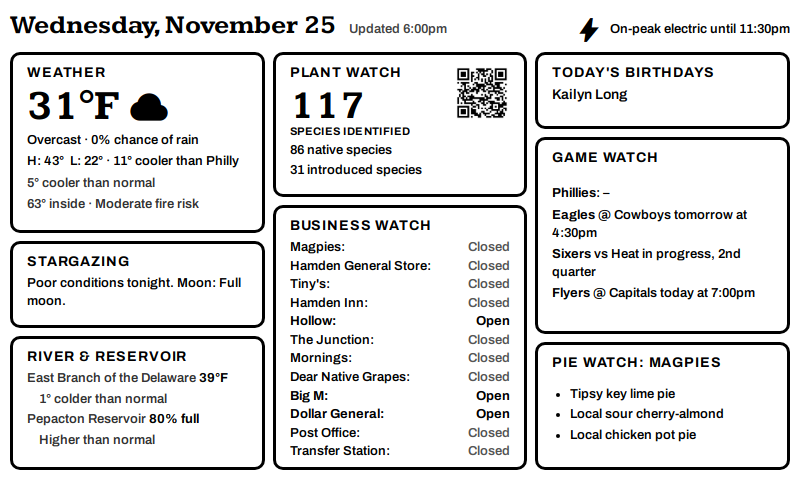 Wednesday, November 25 Updated 6:00pm
On-peak electric until 11:30pm
WEATHER
31°F
Overcast · 0% chance of rain
H: 43° L: 22° · 11° cooler than Philly
5° cooler than normal
63° inside · Moderate fire risk
STARGAZING
Poor conditions tonight. Moon: Full
moon.
RIVER & RESERVOIR
East Branch of the Delaware 39°F
1° colder than normal
Pepacton Reservoir 80% full
Higher than normal
PLANT WATCH
117
SPECIES IDENTIFIED
86 native species
31 introduced species
BUSINESS WATCH
Magpies: Closed
Hamden General Store: Closed
Tiny's: Closed
Hamden Inn: Closed
Hollow: Open
The Junction: Closed
Mornings: Closed
Dear Native Grapes: Closed
Big M: Open
Dollar General: Open
Post Office: Closed
Transfer Station: Closed
TODAY'S BIRTHDAYS
Kailyn Long
GAME WATCH
Phillies: –
Eagles @ Cowboys tomorrow at
4:30pm
Sixers vs Heat in progress, 2nd
quarter
Flyers @ Capitals today at 7:00pm
PIE WATCH: MAGPIES
• Tipsy key lime pie
• Local sour cherry-almond
• Local chicken pot pie